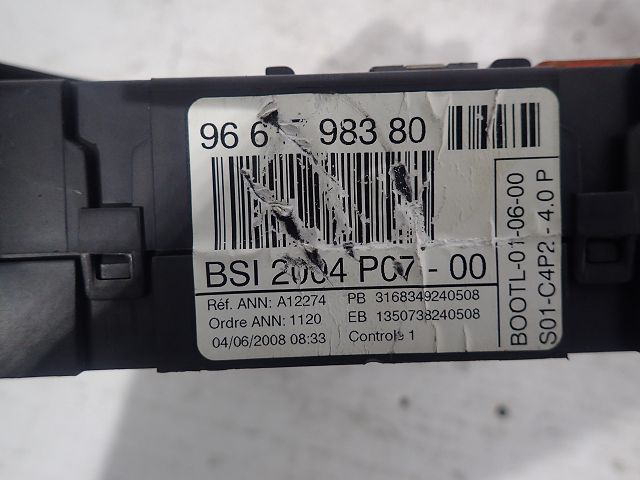 96 6 983 80
BSI 2004 P07 - 00
Réf. ANN: A12274 PB 3168349240508
Ordre ANN: 1120 EB 1350738240508
04/06/2008 08:33 Controle 1
BOOTL-01-06-00
S01-C4P2 -4.0 P